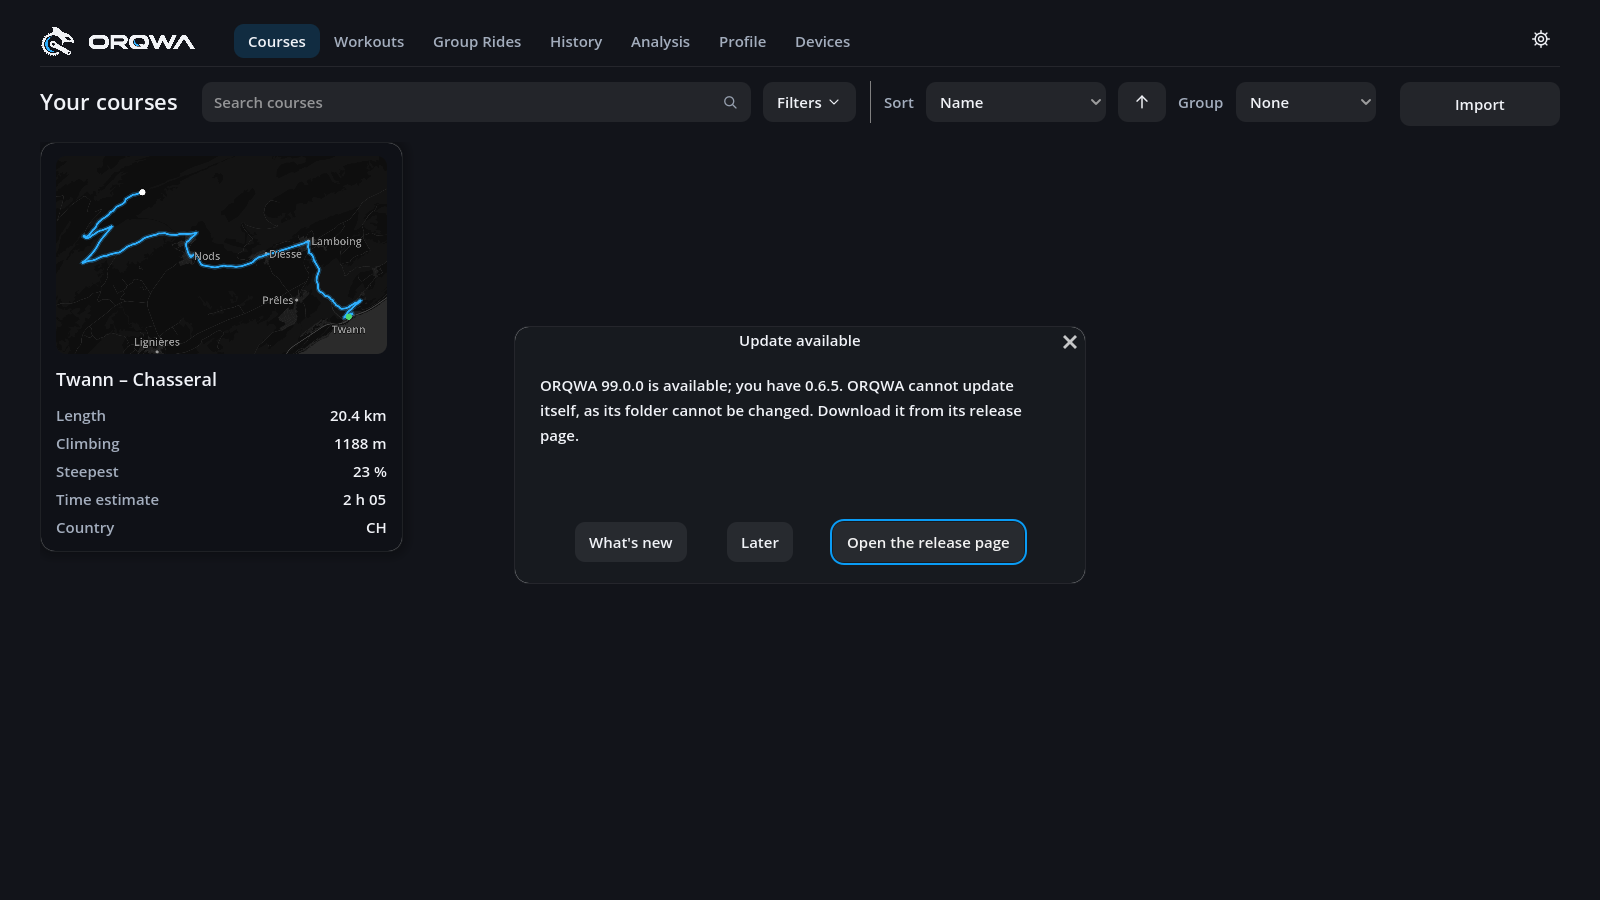 ORQWA
Courses
Workouts
Group Rides
History
Analysis
Profile
Devices
Your courses
Search courses
Filters
Sort
Name
Group
None
Import
Lamboing
Nods
Diesse
Prêles
Twann
Lignières
Twann – Chasseral
Length 20.4 km
Climbing 1188 m
Steepest 23 %
Time estimate 2 h 05
Country CH
Update available
ORQWA 99.0.0 is available; you have 0.6.5. ORQWA cannot update
itself, as its folder cannot be changed. Download it from its release
page.
What's new
Later
Open the release page